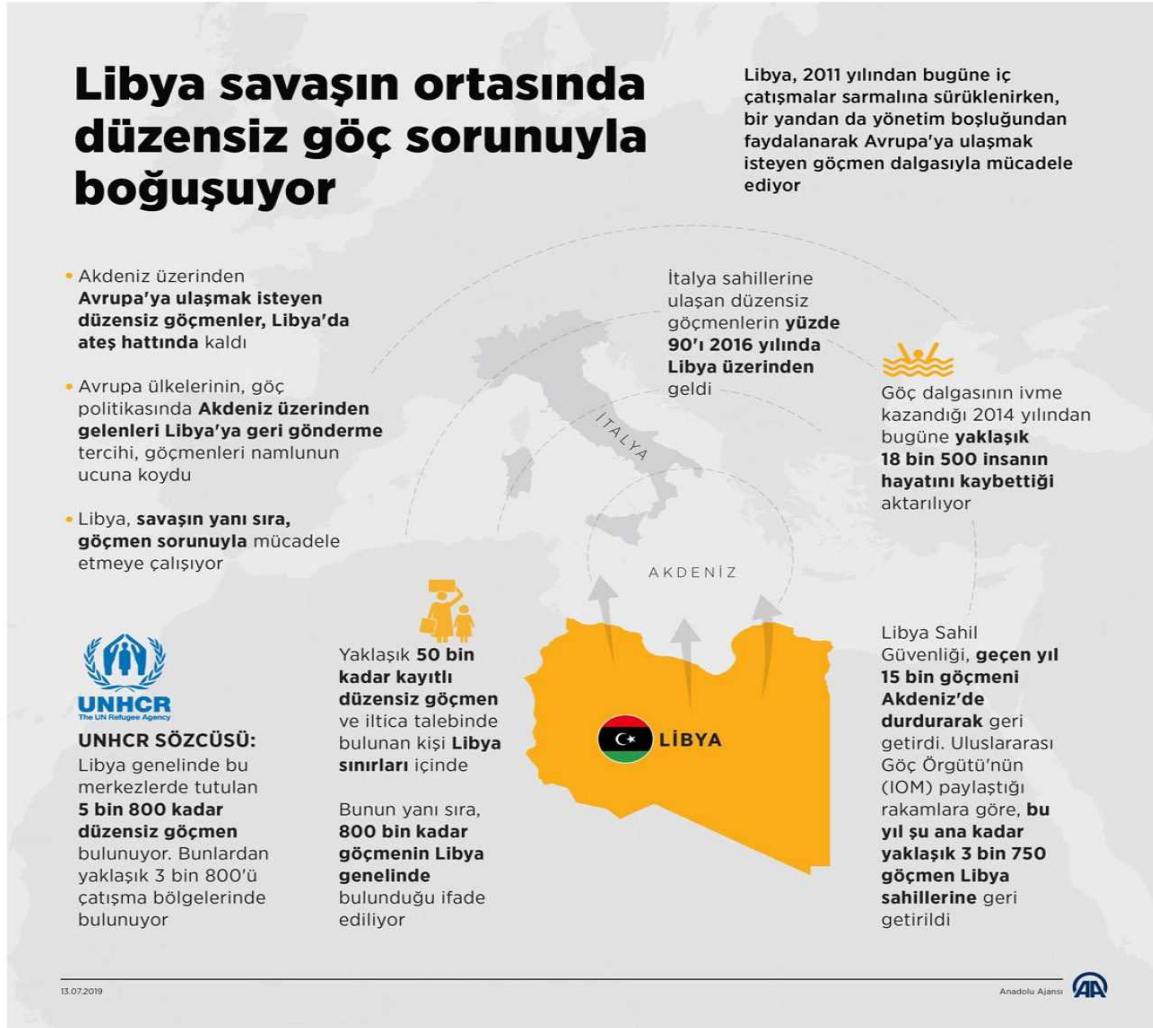 Libya savaşın ortasında
düzensiz göç sorunuyla
boğuşuyor
Libya, 2011 yılından bugüne iç
çatışmalar sarmalına sürüklenirken,
bir yandan da yönetim boşluğundan
faydalanarak Avrupa'ya ulaşmak
isteyen göçmen dalgasıyla mücadele
ediyor
• Akdeniz üzerinden
Avrupa'ya ulaşmak isteyen
düzensiz göçmenler, Libya'da
ateş hattında kaldı
• Avrupa ülkelerinin, göç
politikasında Akdeniz üzerinden
gelenleri Libya'ya geri gönderme
tercihi, göçmenleri namlunun
ucuna koydu
• Libya, savaşın yanı sıra,
göçmen sorunuyla mücadele
etmeye çalışıyor
İtalya sahillerine
ulaşan düzensiz
göçmenlerin yüzde
90'ı 2016 yılında
Libya üzerinden
geldi
Göç dalgasının ivme
kazandığı 2014 yılından
bugüne yaklaşık
18 bin 500 insanın
hayatını kaybettiği
aktarılıyor
İTALYA
AKDENİZ
LİBYA
UNHCR
The UN Refugee Agency
UNHCR SÖZCÜSÜ:
Libya genelinde bu
merkezlerde tutulan
5 bin 800 kadar
düzensiz göçmen
bulunuyor. Bunlardan
yaklaşık 3 bin 800'ü
çatışma bölgelerinde
bulunuyor
Yaklaşık 50 bin
kadar kayıtlı
düzensiz göçmen
ve iltica talebinde
bulunan kişi Libya
sınırları içinde
Bunun yanı sıra,
800 bin kadar
göçmenin Libya
genelinde
bulunduğu ifade
ediliyor
Libya Sahil
Güvenliği, geçen yıl
15 bin göçmeni
Akdeniz'de
durdurarak geri
getirdi. Uluslararası
Göç Örgütü'nün
(IOM) paylaştığı
rakamlara göre, bu
yıl şu ana kadar
yaklaşık 3 bin 750
göçmen Libya
sahillerine geri
getirildi
13.07.2019
Anadolu Ajansı
AA